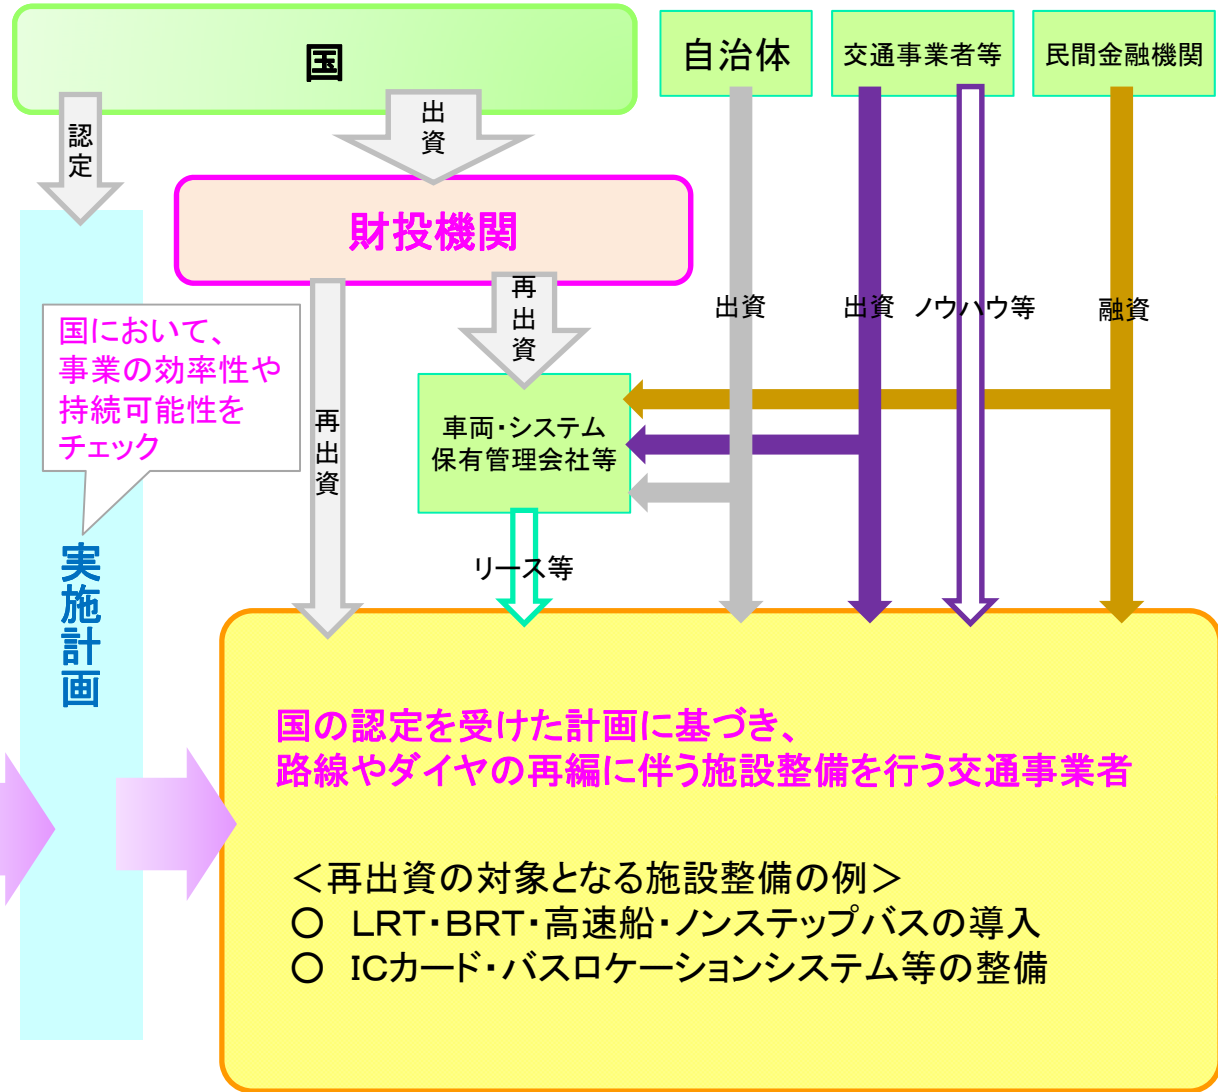 国
自治体
交通事業者等
民間金融機関
認定
出資
財投機関
再出資
出資
出資
ノウハウ等
融資
国において、
事業の効率性や
持続可能性を
チェック
再出資
車両・システム
保有管理会社等
リース等
実施計画
国の認定を受けた計画に基づき、
路線やダイヤの再編に伴う施設整備を行う交通事業者
＜再出資の対象となる施設整備の例＞
○　LRT・BRT・高速船・ノンステップバスの導入
○　ICカード・バスロケーションシステム等の整備